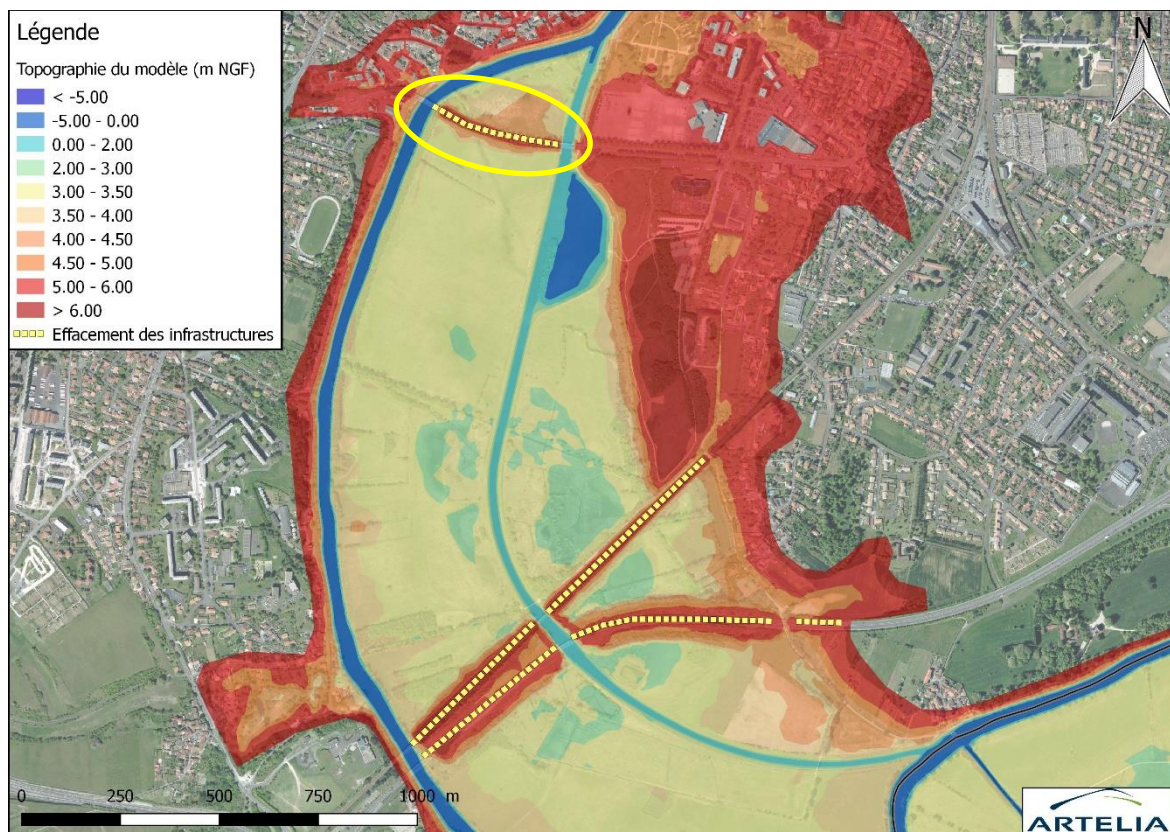 Légende
Topographie du modèle (m NGF)
< -5.00
-5.00 - 0.00
0.00 - 2.00
2.00 - 3.00
3.00 - 3.50
3.50 - 4.00
4.00 - 4.50
4.50 - 5.00
5.00 - 6.00
> 6.00
Effacement des infrastructures
N
0 250 500 750 1000 m
ARTELIA